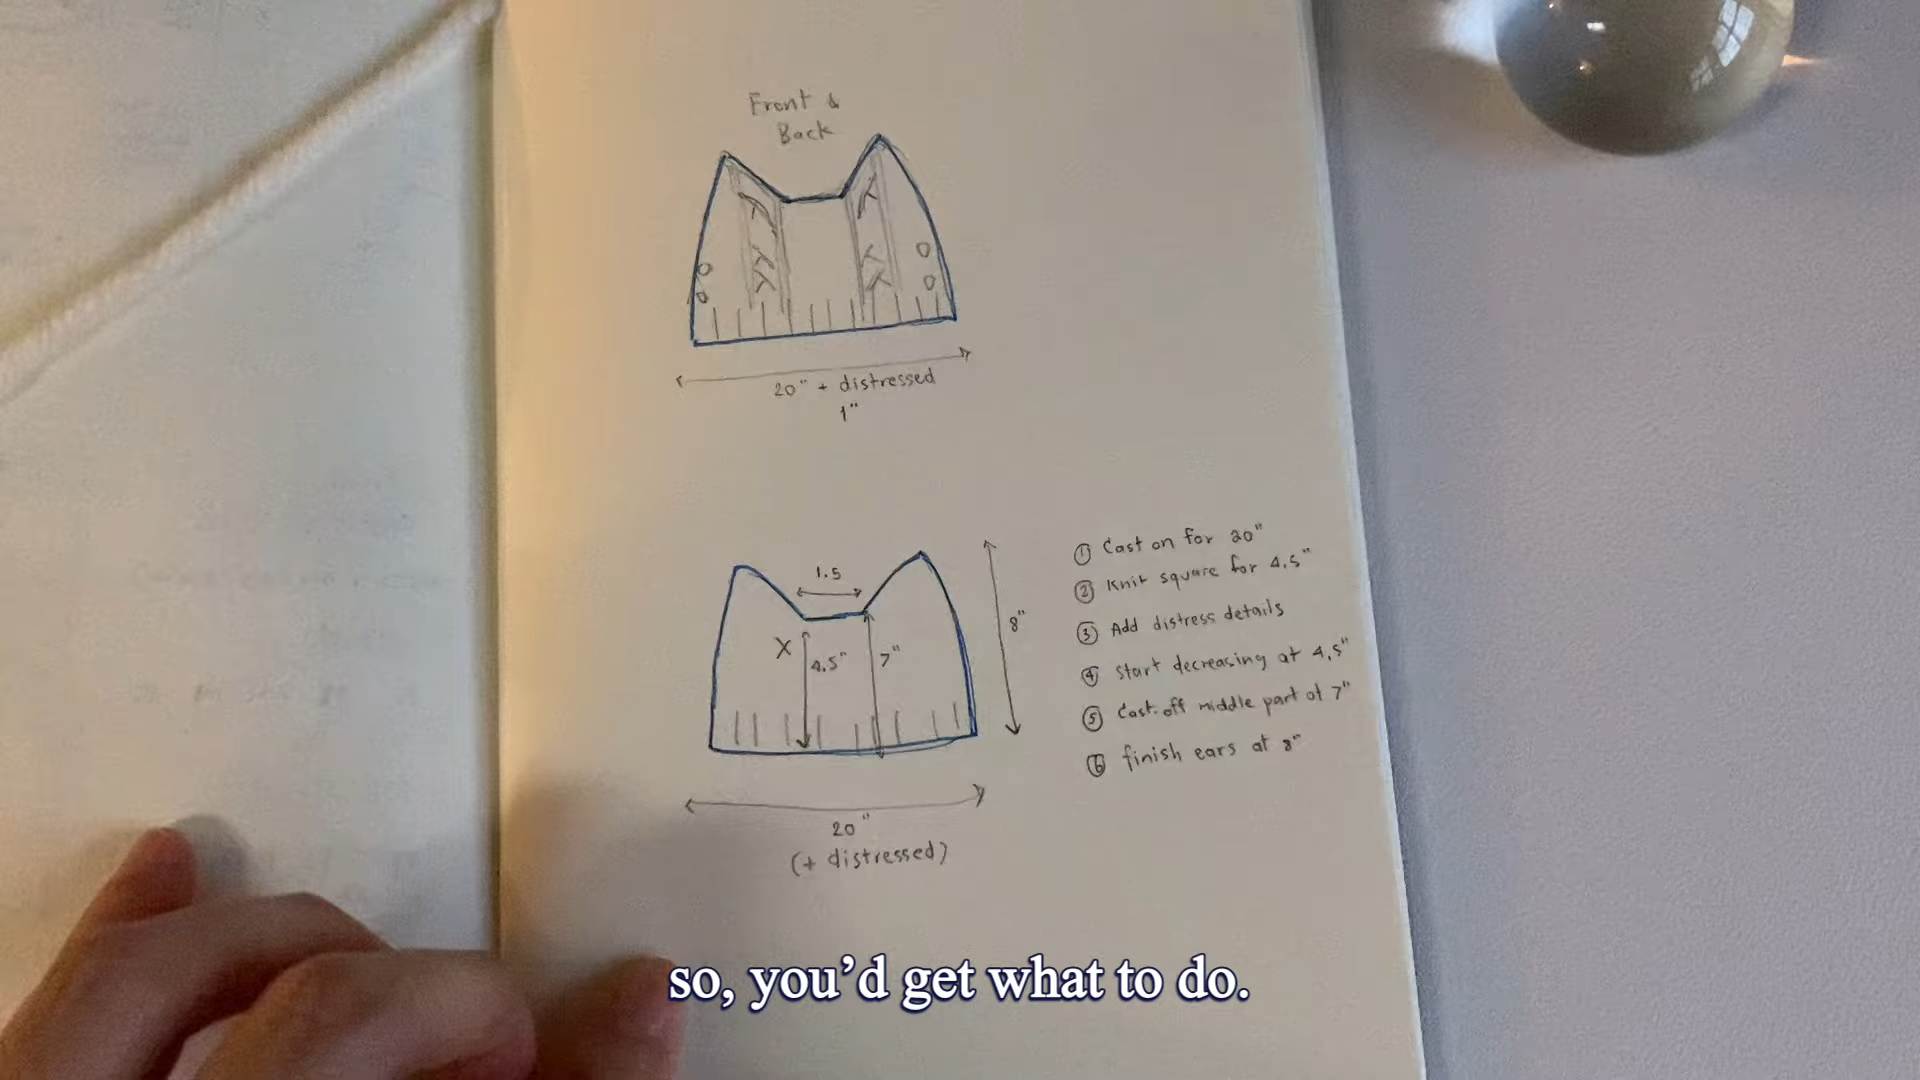 Front &
Back
20" + distressed
1"
1.5
X
4.5"
7"
8"
20"
(+ distressed)
① Cast on for 20"
② Knit square for 4.5"
③ Add distress details
④ Start decreasing at 4.5"
⑤ Cast-off middle part at 7"
⑥ finish ears at 8"
so, you'd get what to do.